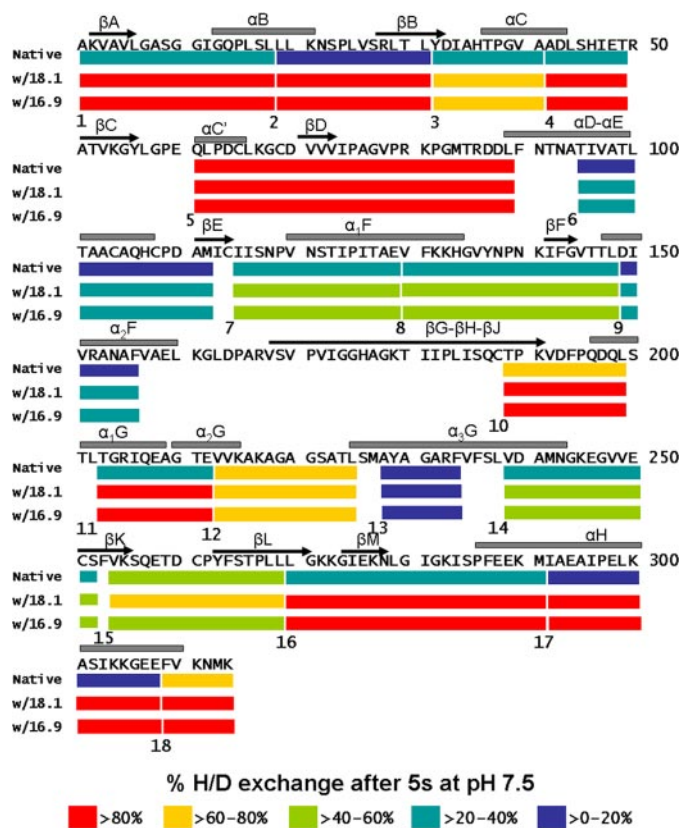 βA αB βB αC
AKVAVLGASG GIGQPLSLLL KNSPLVSRLT LYDIAHTPGV AADLSHIETR 50
Native
w/18.1
w/16.9
1 2 3 4
βC αC' βD αD-αE
ATVKGYLGPE QLPDCLKGCD VVVIPAGVPR KPGMTRDDLF NTNATIVATL 100
Native
w/18.1
w/16.9
5 6
βE α₁F βF
TAACAQHCPD AMICIISNPV NSTIPITAEV FKKHGVYNPN KIFGVTTLDI 150
Native
w/18.1
w/16.9
7 8 9
α₂F βG-βH-βJ
VRANAFVAEL KGLDPARVSV PVIGGHAGKT IIPLISQCTP KVDFPQDQLS 200
Native
w/18.1
w/16.9
10
α₁G α₂G α₃G
TLTGRIQEAG TEVVKAKAGA GSATLSMAYA GARFVFSLVD AMNGKEGVVE 250
Native
w/18.1
w/16.9
11 12 13 14
βK βL βM αH
CSFVKSQETD CPYFSTPLLL GKKGIEKNLG IGKISPFEEK MIAEAIPELK 300
Native
w/18.1
w/16.9
15 16 17
ASIKKGEEFV KNMK
Native
w/18.1
w/16.9
18
% H/D exchange after 5s at pH 7.5
>80% >60-80% >40-60% >20-40% >0-20%